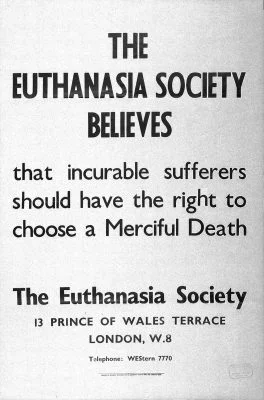 THE
EUTHANASIA SOCIETY
BELIEVES
that incurable sufferers
should have the right to
choose a Merciful Death
The Euthanasia Society
13 PRINCE OF WALES TERRACE
LONDON, W.8
Telephone: WEStern 7770